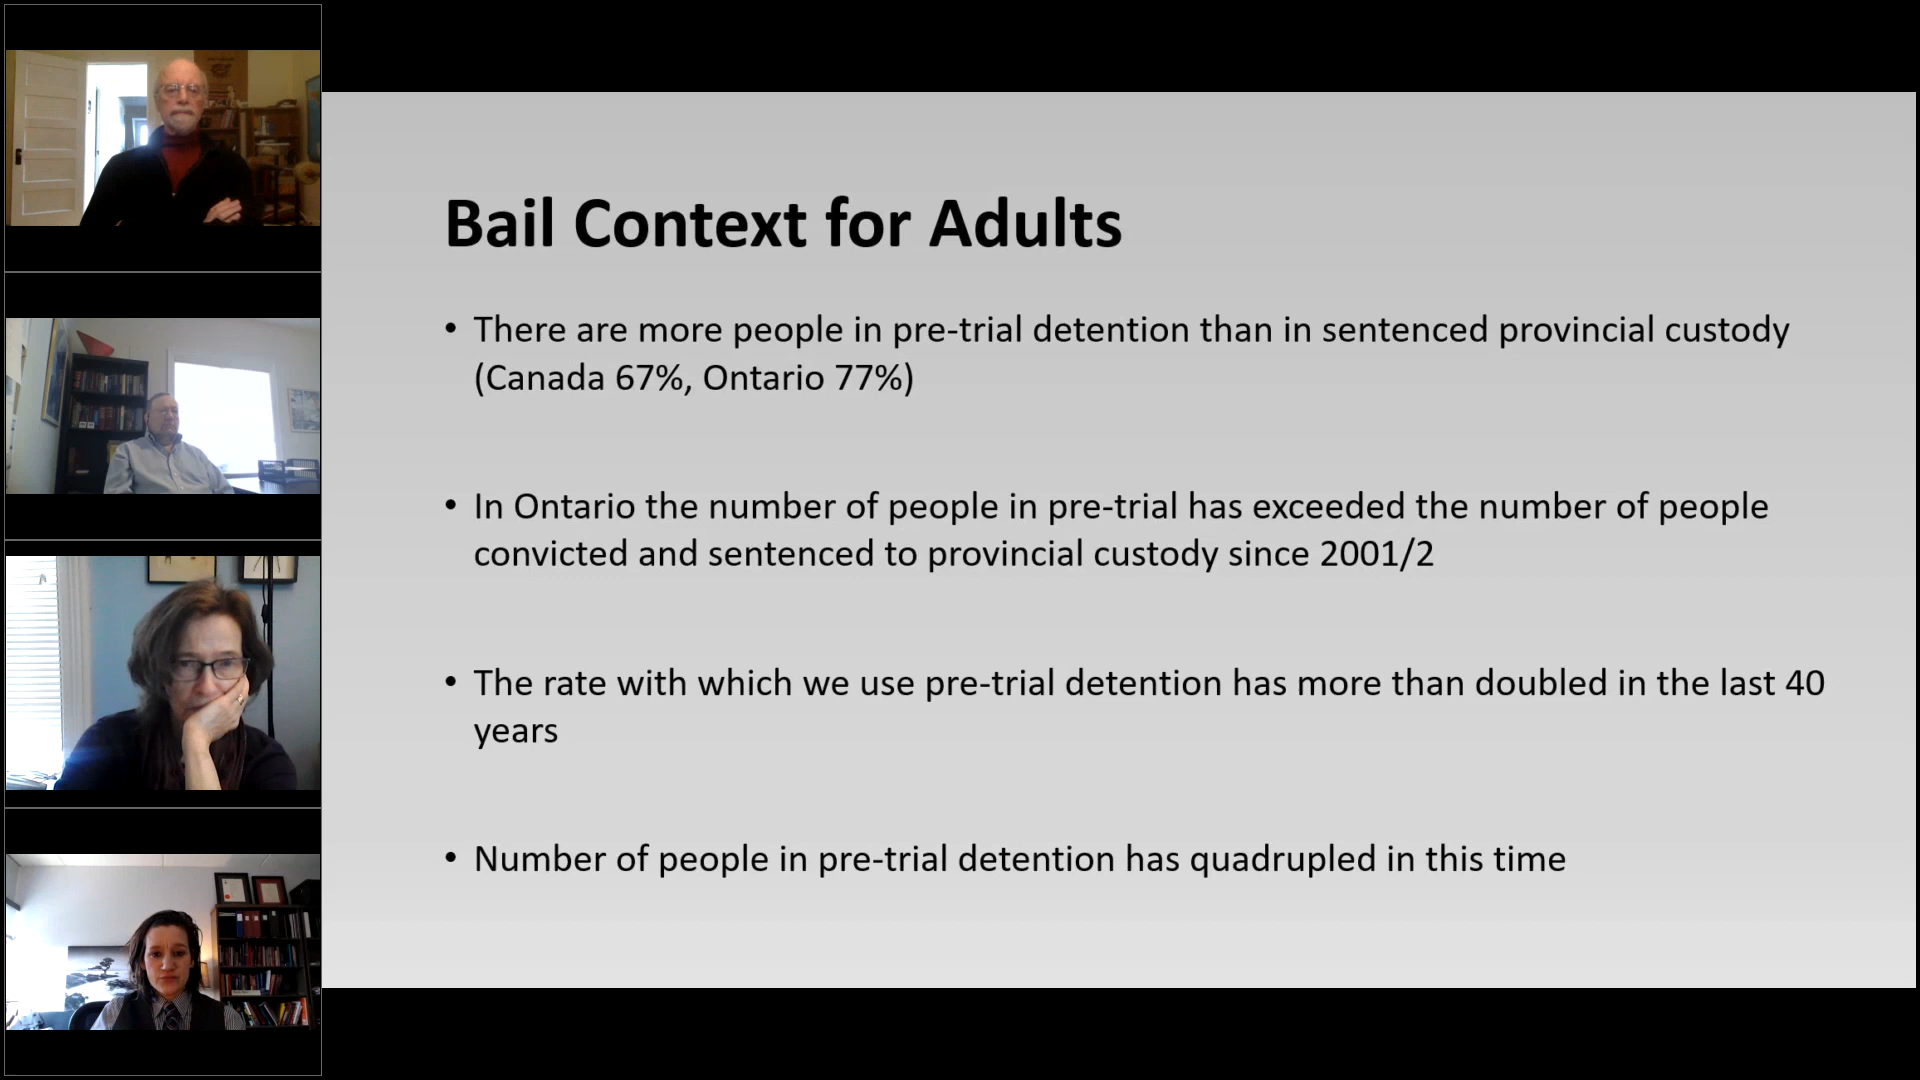 Bail Context for Adults
• There are more people in pre-trial detention than in sentenced provincial custody
(Canada 67%, Ontario 77%)
• In Ontario the number of people in pre-trial has exceeded the number of people
convicted and sentenced to provincial custody since 2001/2
• The rate with which we use pre-trial detention has more than doubled in the last 40
years
• Number of people in pre-trial detention has quadrupled in this time